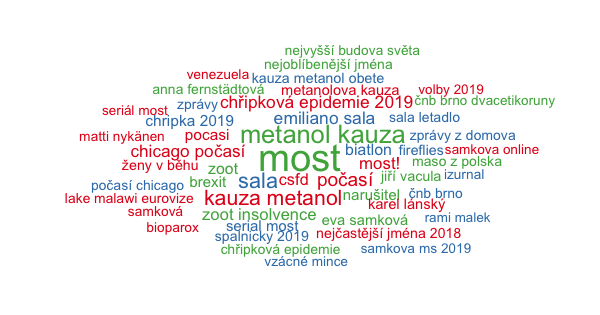 nejvyšší budova světa
nejoblíbenější jména
venezuela
kauza metanol obete
anna fernstädtová
metanolova kauza
volby 2019
zprávy
chřipková epidemie 2019
čnb brno dvacetikoruny
seriál most
chripka 2019
emiliano sala
sala letadlo
matti nykänen
pocasi
metanol kauza
zprávy z domova
chicago počasí
most
biatlon
fireflies
samkova online
ženy v běhu
zoot
most!
maso z polska
počasí chicago
brexit
sala
csfd
počasí
jiří vacula
izurnal
lake malawi eurovize
kauza metanol
narušitel
čnb brno
karel lánský
samková
zoot insolvence
eva samková
rami malek
bioparox
serial most
spalnicky 2019
nejčastější jména 2018
chřipková epidemie
samkova ms 2019
vzácné mince